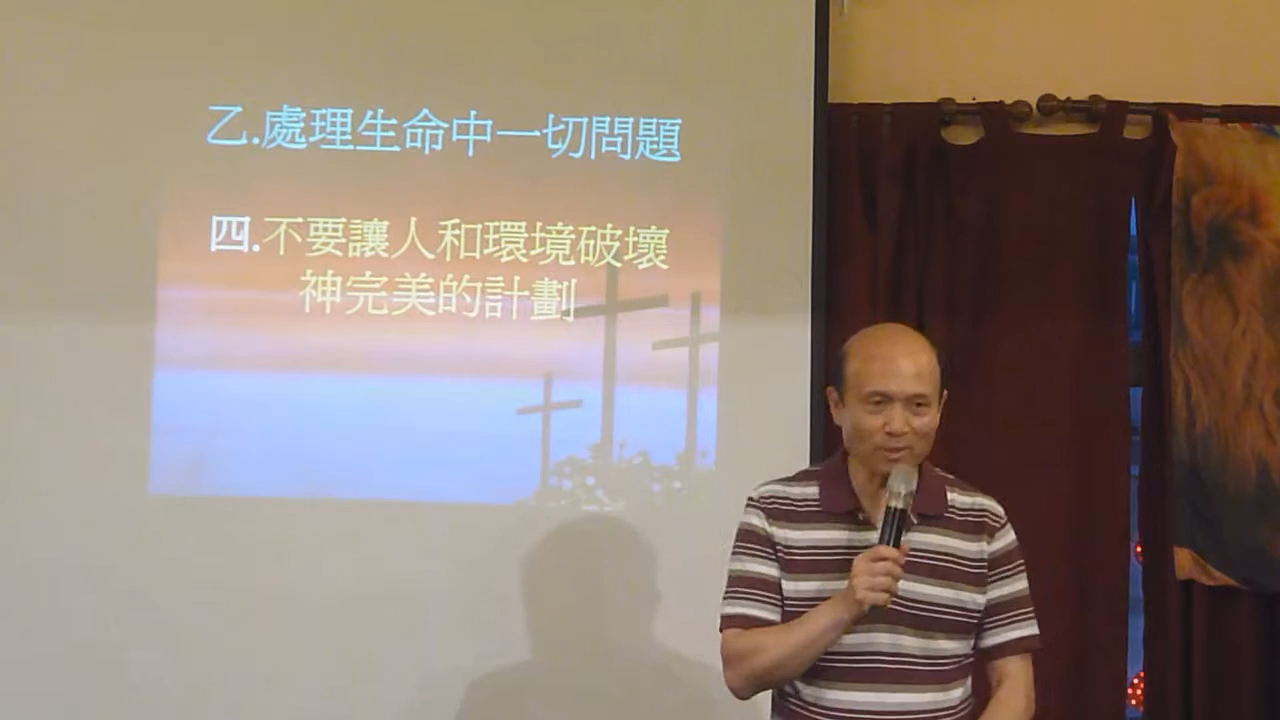 乙.處理生命中一切問題
四.不要讓人和環境破壞
神完美的計劃